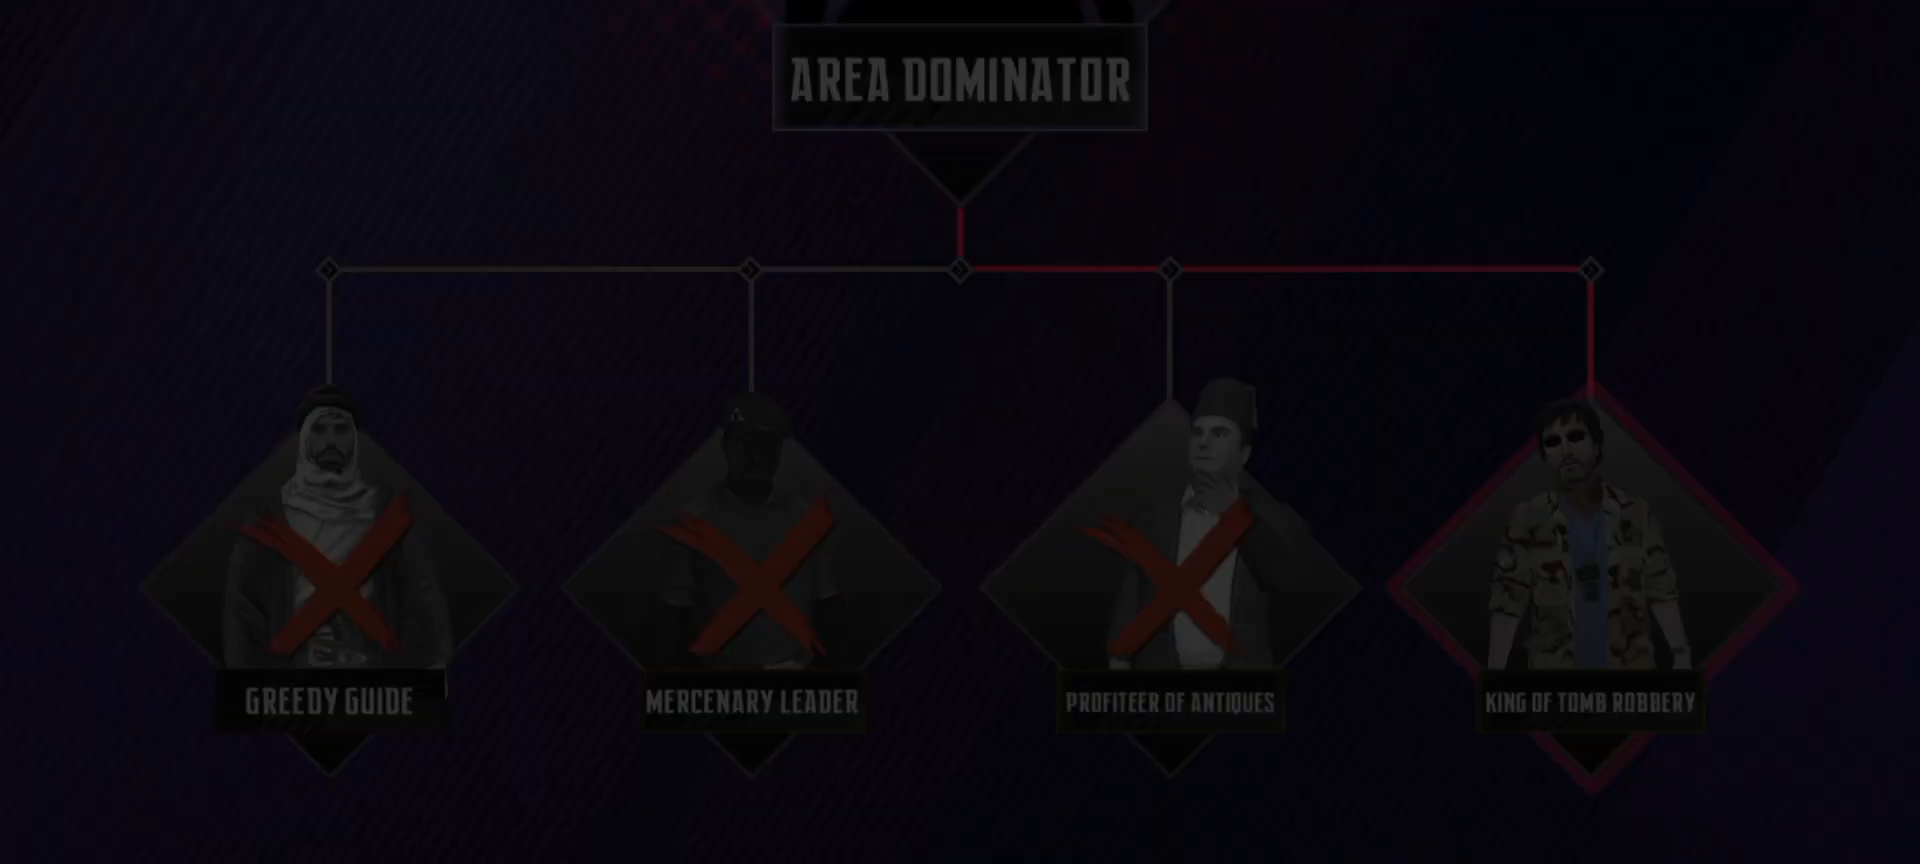 AREA DOMINATOR
GREEDY GUIDE
MERCENARY LEADER
PROFITEER OF ANTIQUES
KING OF TOMB ROBBERY